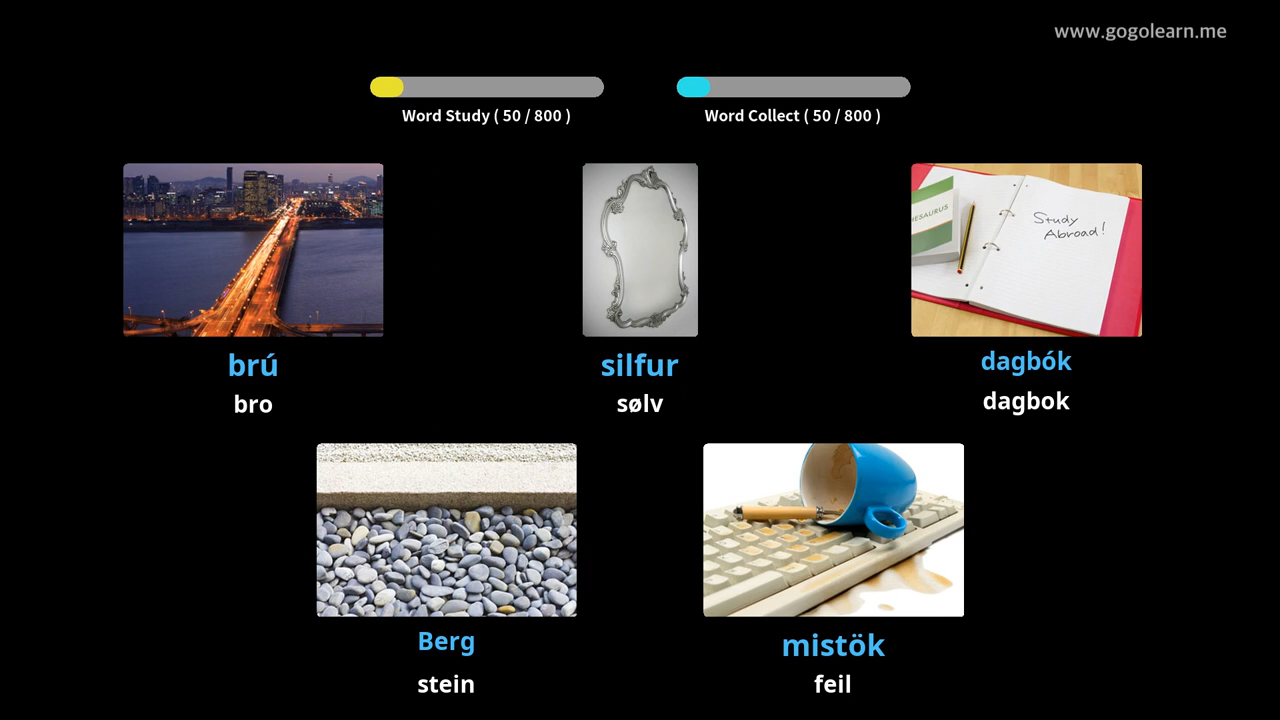 www.gogolearn.me
Word Study ( 50 / 800 )
Word Collect ( 50 / 800 )
HESAURUS
Study
Abroad!
brú
bro
silfur
sølv
dagbók
dagbok
Berg
stein
mistök
feil